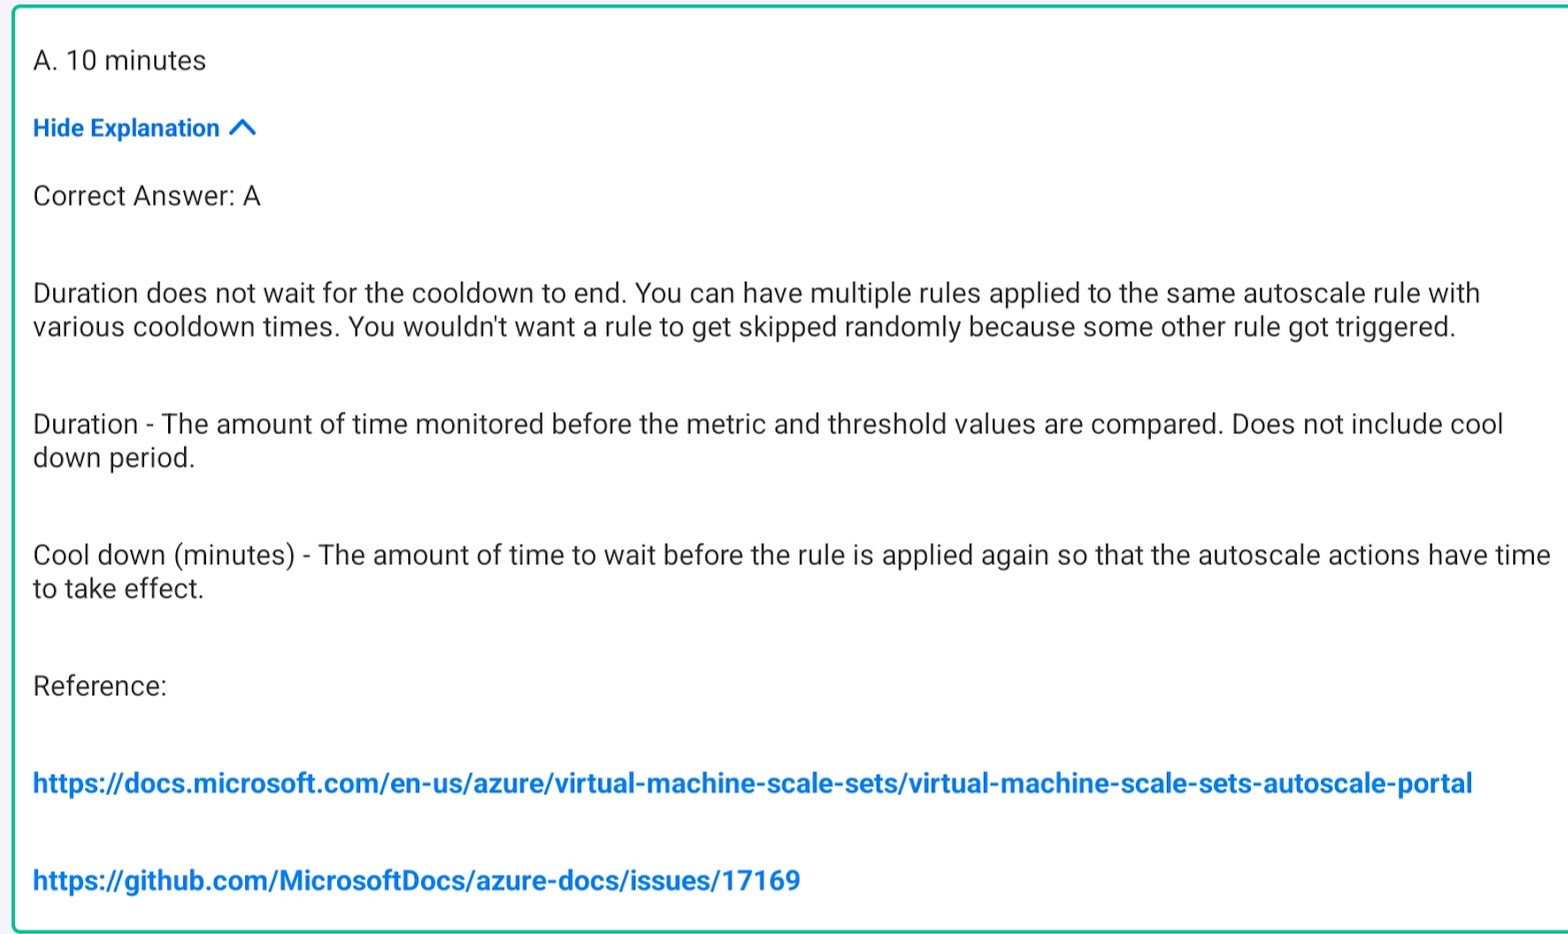 A. 10 minutes
Hide Explanation
Correct Answer: A
Duration does not wait for the cooldown to end. You can have multiple rules applied to the same autoscale rule with
various cooldown times. You wouldn't want a rule to get skipped randomly because some other rule got triggered.
Duration - The amount of time monitored before the metric and threshold values are compared. Does not include cool
down period.
Cool down (minutes) - The amount of time to wait before the rule is applied again so that the autoscale actions have time
to take effect.
Reference:
https://docs.microsoft.com/en-us/azure/virtual-machine-scale-sets/virtual-machine-scale-sets-autoscale-portal
https://github.com/MicrosoftDocs/azure-docs/issues/17169